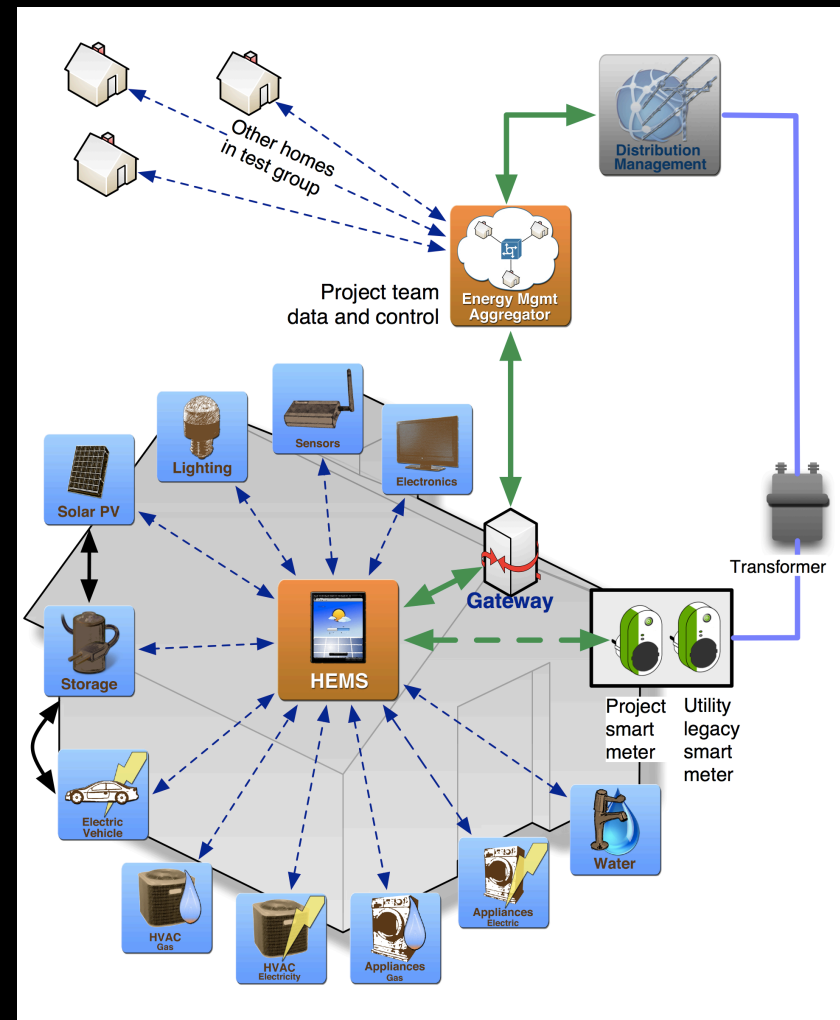 Other homes
in test group
Distribution
Management
Project team
data and control
Energy Mgmt
Aggregator
Sensors
Lighting
Electronics
Solar PV
Transformer
Gateway
Storage
HEMS
Project
smart
meter
Utility
legacy
smart
meter
Electric
Vehicle
Water
Appliances
Electric
HVAC
Gas
HVAC
Electricity
Appliances
Gas